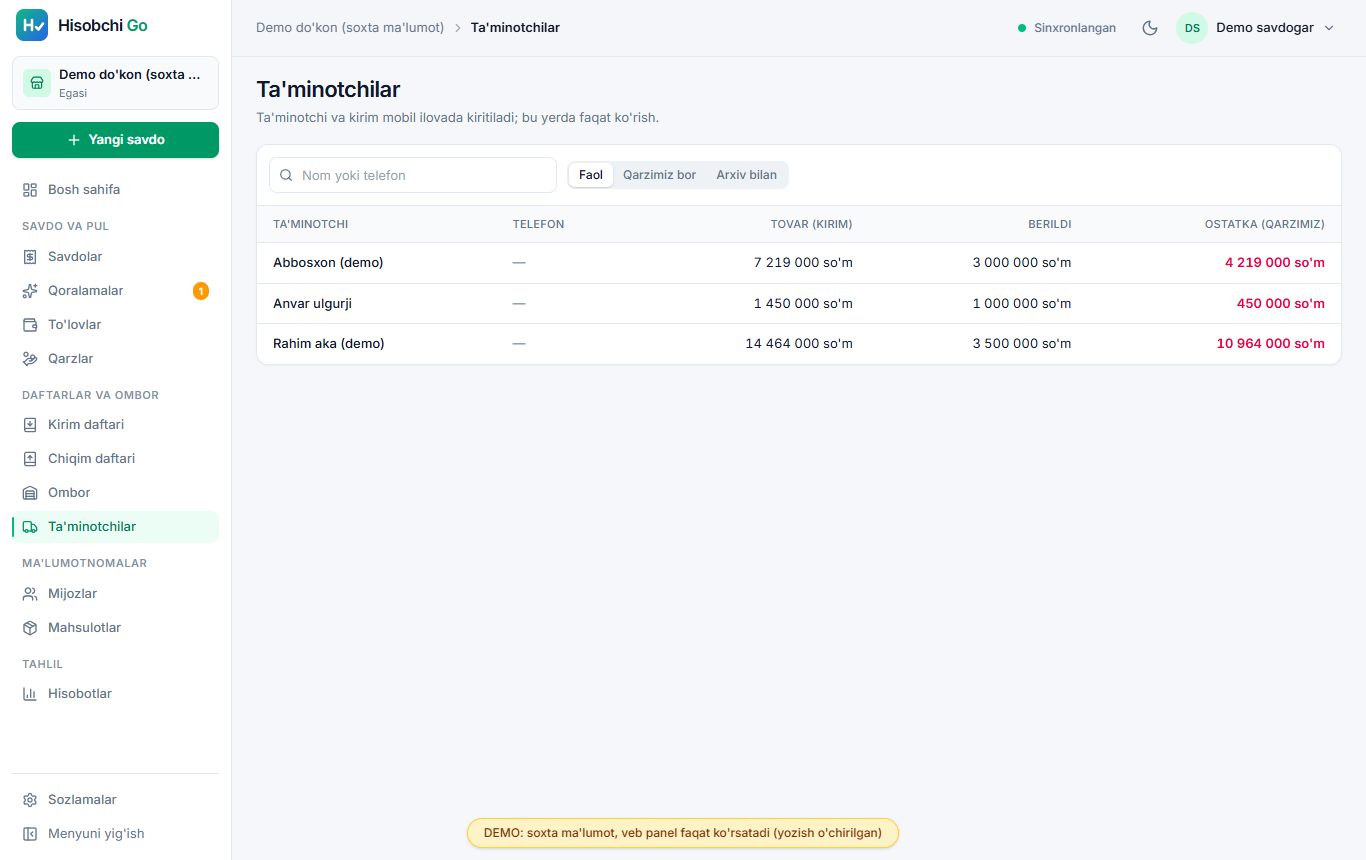 Hisobchi Go
Demo do'kon (soxta ...
Egasi
+ Yangi savdo
Bosh sahifa
SAVDO VA PUL
Savdolar
Qoralamalar 1
To'lovlar
Qarzlar
DAFTARLAR VA OMBOR
Kirim daftari
Chiqim daftari
Ombor
Ta'minotchilar
MA'LUMOTNOMALAR
Mijozlar
Mahsulotlar
TAHLIL
Hisobotlar
Sozlamalar
Menyuni yig'ish
Demo do'kon (soxta ma'lumot) > Ta'minotchilar
Sinxronlangan
DS Demo savdogar
Ta'minotchilar
Ta'minotchi va kirim mobil ilovada kiritiladi; bu yerda faqat ko'rish.
Nom yoki telefon
Faol Qarzimiz bor Arxiv bilan
TA'MINOTCHI TELEFON TOVAR (KIRIM) BERILDI OSTATKA (QARZIMIZ)
Abbosxon (demo) — 7 219 000 so'm 3 000 000 so'm 4 219 000 so'm
Anvar ulgurji — 1 450 000 so'm 1 000 000 so'm 450 000 so'm
Rahim aka (demo) — 14 464 000 so'm 3 500 000 so'm 10 964 000 so'm
DEMO: soxta ma'lumot, veb panel faqat ko'rsatadi (yozish o'chirilgan)